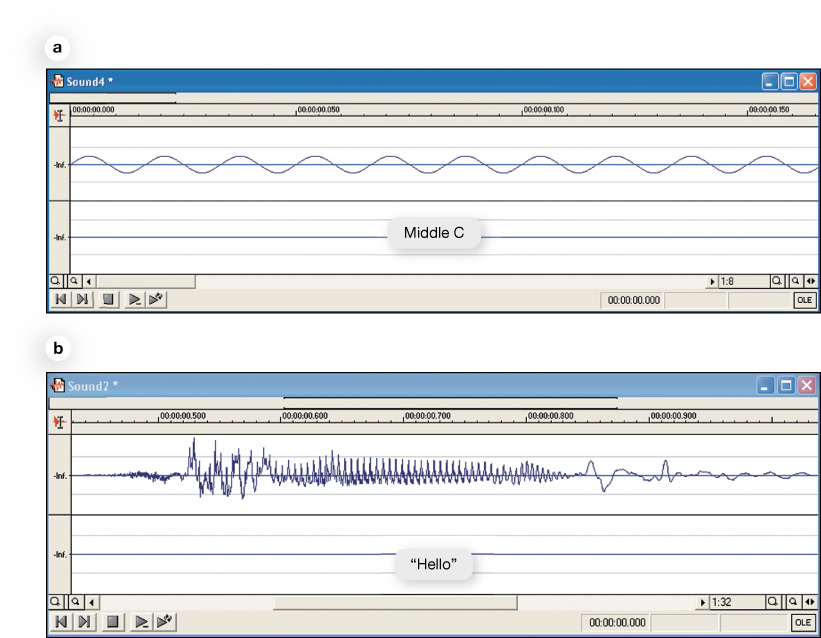 a
Sound4 *
00:00:00.000 00:00:00.050 00:00:00.100 00:00:00.150
-Inf.
-Inf.
Middle C
1:8
00:00:00.000
OLE
b
Sound2 *
00:00:00.500 00:00:00.600 00:00:00.700 00:00:00.800 00:00:00.900
-Inf.
-Inf.
“Hello”
1:32
00:00:00.000
OLE